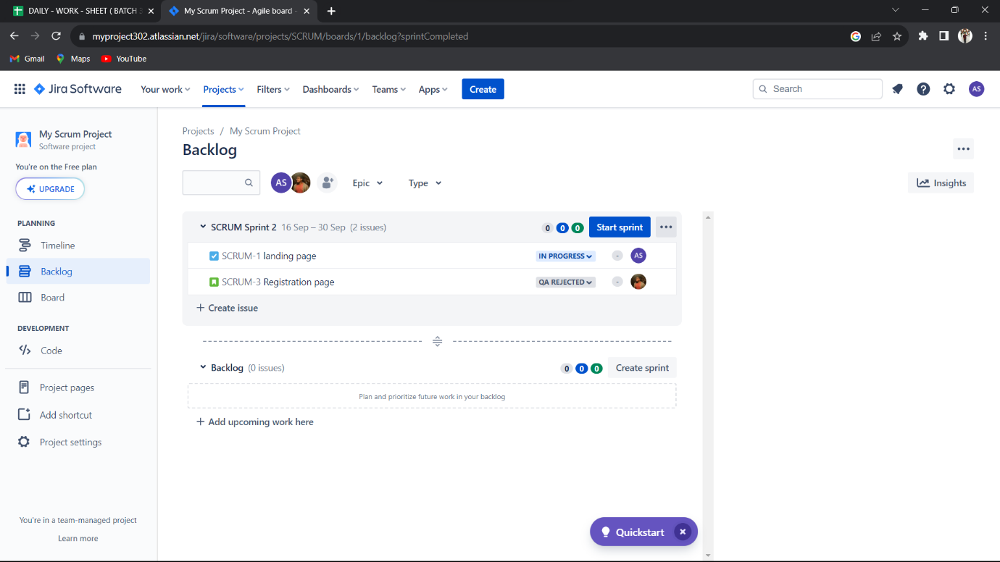 DAILY - WORK - SHEET ( BATCH 3
My Scrum Project - Agile board -
myproject302.atlassian.net/jira/software/projects/SCRUM/boards/1/backlog?sprintCompleted
Gmail Maps YouTube
Jira Software Your work Projects Filters Dashboards Teams Apps Create Search AS
My Scrum Project
Software project
You're on the Free plan
UPGRADE
PLANNING
Timeline
Backlog
Board
DEVELOPMENT
Code
Project pages
Add shortcut
Project settings
You're in a team-managed project
Learn more
Projects / My Scrum Project
Backlog
AS Epic Type Insights
SCRUM Sprint 2 16 Sep – 30 Sep (2 issues) 0 0 0 Start sprint
SCRUM-1 landing page IN PROGRESS - AS
SCRUM-3 Registration page QA REJECTED -
+ Create issue
Backlog (0 issues) 0 0 0 Create sprint
Plan and prioritize future work in your backlog
+ Add upcoming work here
Quickstart